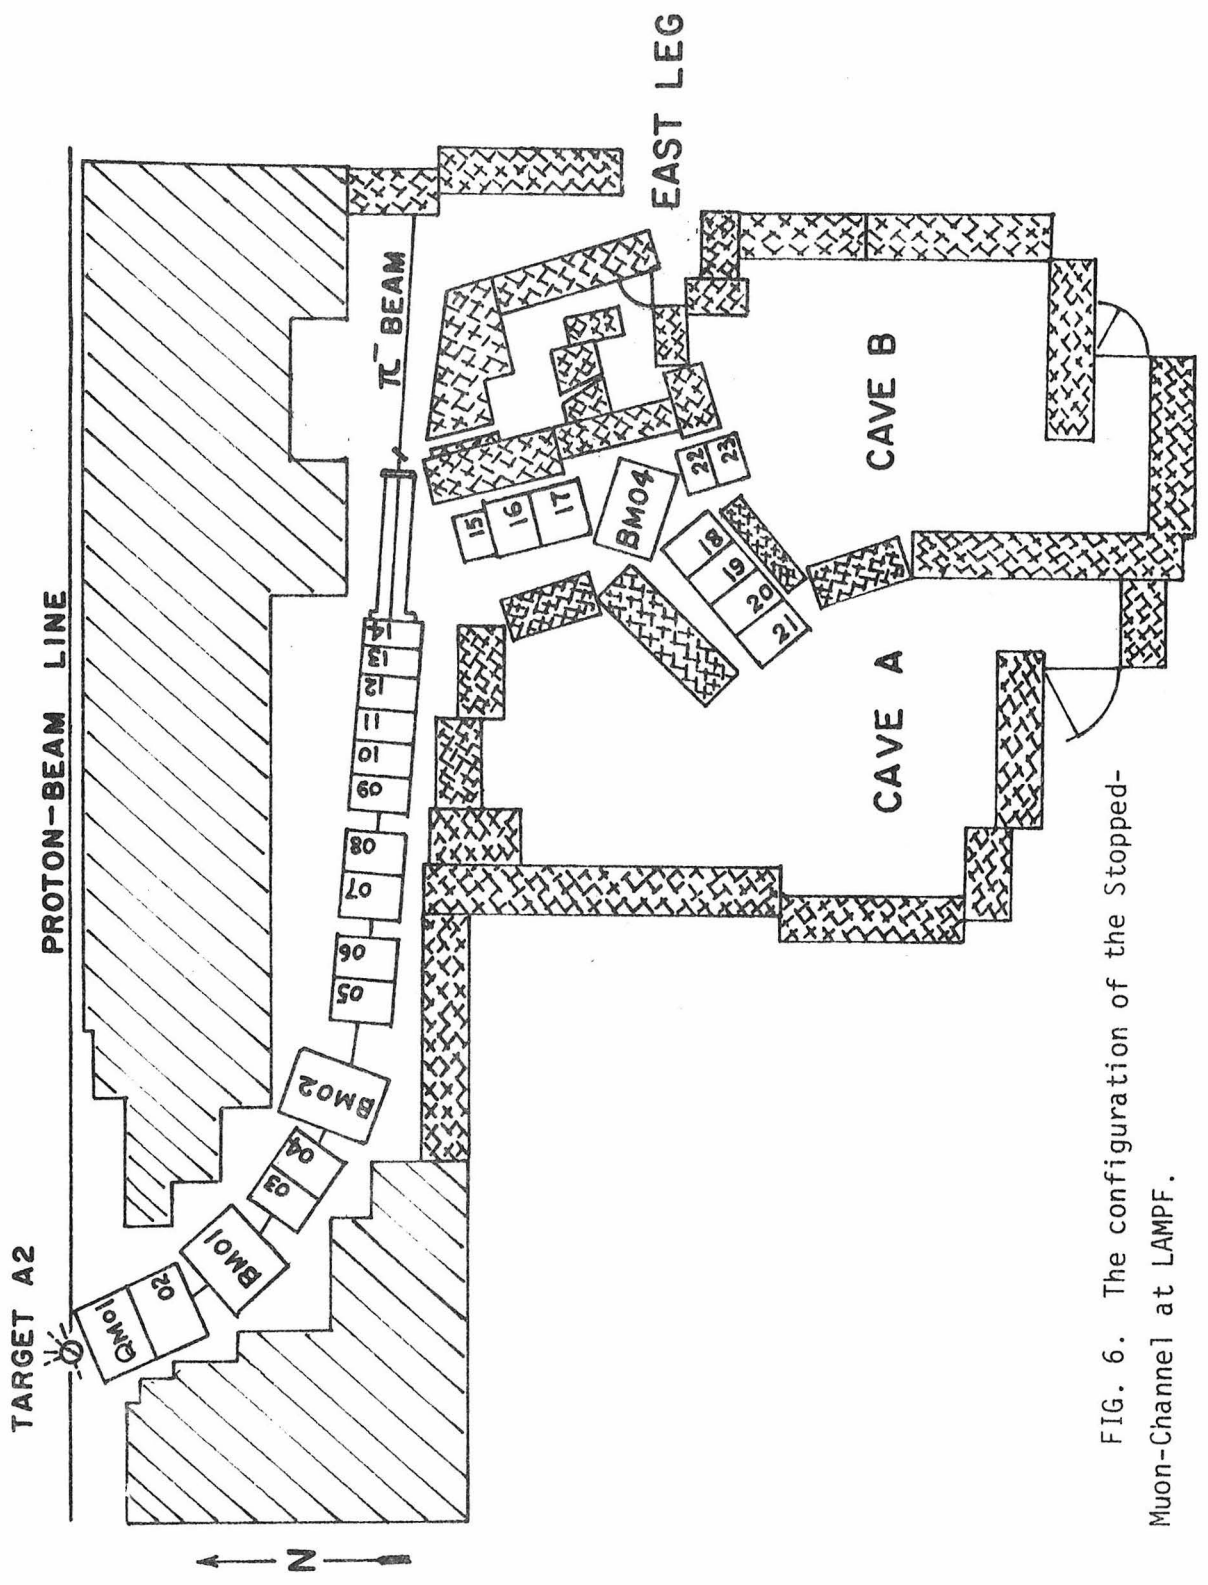 TARGET A2
PROTON-BEAM LINE
QM01
02
BM01
03
04
BM02
05
06
07
08
09
10
11
12
13
14
π⁻ BEAM
15
16
17
BM04
18
19
20
21
22
23
EAST LEG
CAVE A
CAVE B
N
FIG. 6. The configuration of the Stopped-
Muon-Channel at LAMPF.